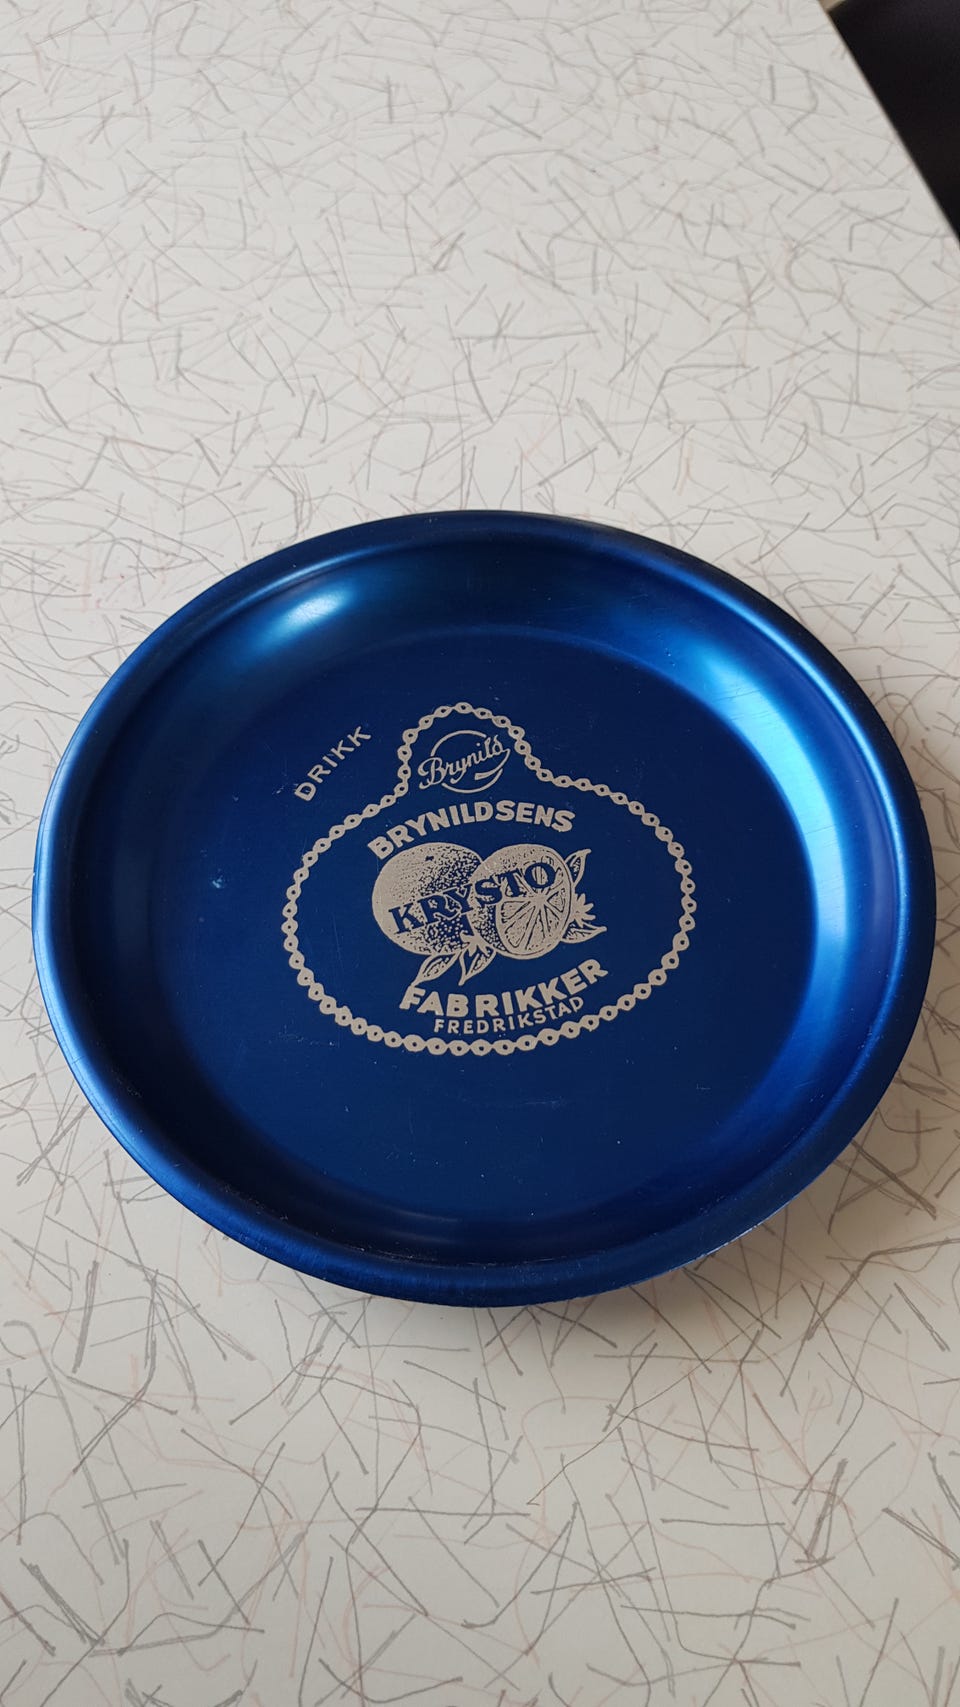 DRIKK
Brynild
BRYNILDSENS
KRYSTO
FABRIKKER
FREDRIKSTAD